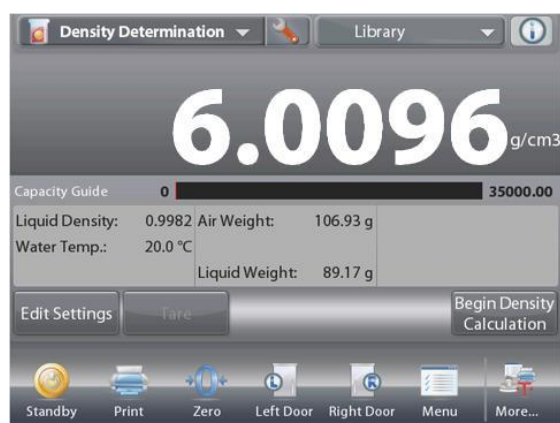 Density Determination
Library
6.0096 g/cm3
Capacity Guide 0 35000.00
Liquid Density: 0.9982 Air Weight: 106.93 g
Water Temp.: 20.0 °C
Liquid Weight: 89.17 g
Edit Settings Tare Begin Density Calculation
Standby Print Zero L Left Door R Right Door Menu More...